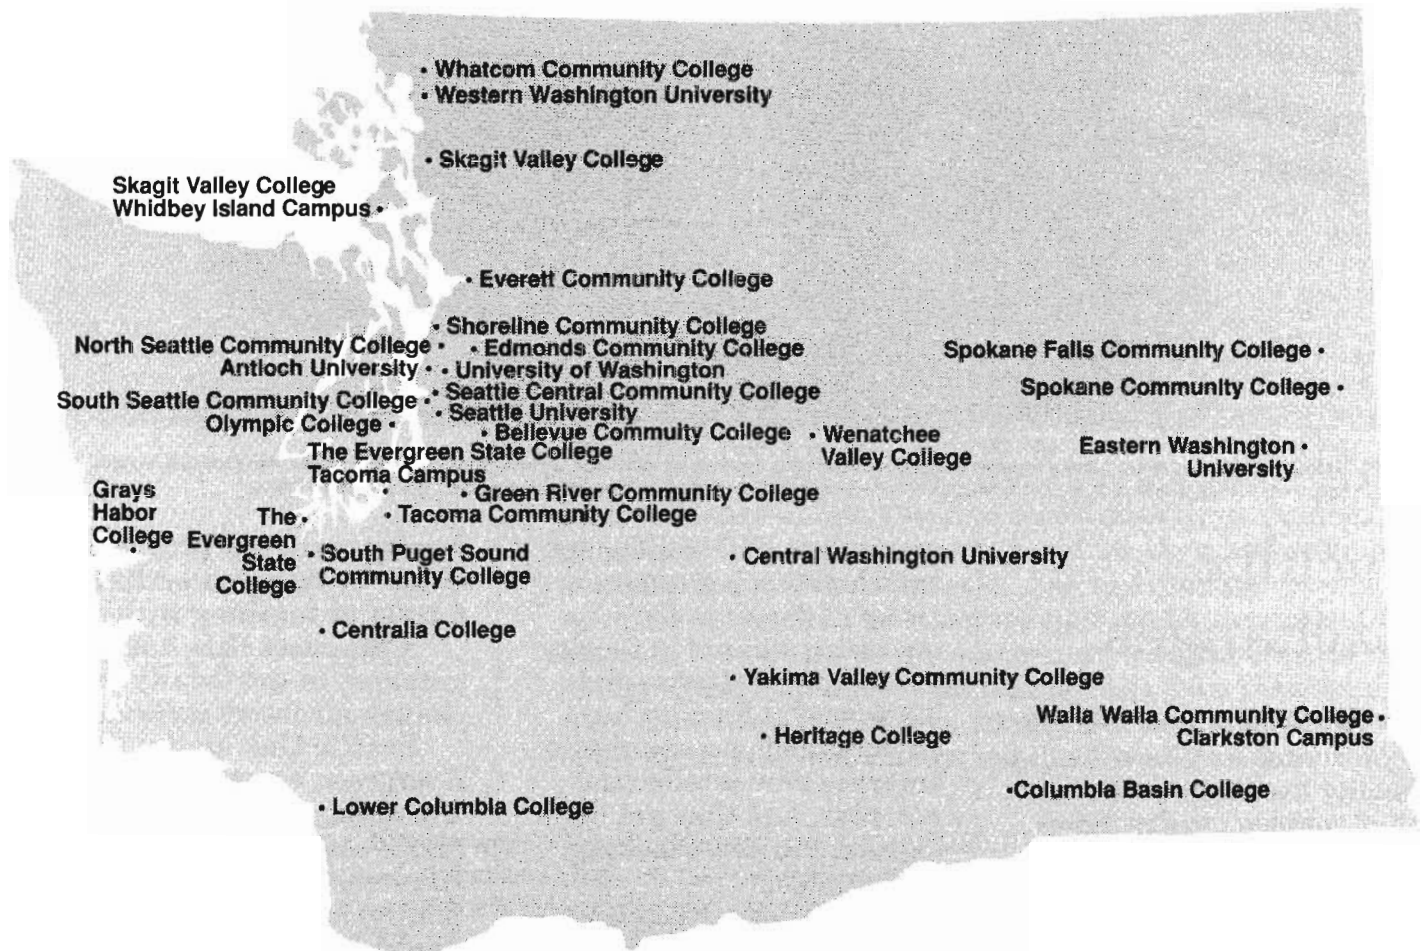 Whatcom Community College
Western Washington University
Skagit Valley College
Skagit Valley College
Whidbey Island Campus
Everett Community College
Shoreline Community College
North Seattle Community College
Edmonds Community College
Spokane Falls Community College
Antioch University
University of Washington
Spokane Community College
Seattle Central Community College
South Seattle Community College
Seattle University
Olympic College
Bellevue Commuity College
Wenatchee
Valley College
Eastern Washington
University
The Evergreen State College
Tacoma Campus
Green River Community College
Grays
Habor
College
The
Evergreen
State
College
Tacoma Community College
South Puget Sound
Community College
Central Washington University
Centralia College
Yakima Valley Community College
Walla Walla Community College
Clarkston Campus
Heritage College
Columbia Basin College
Lower Columbia College